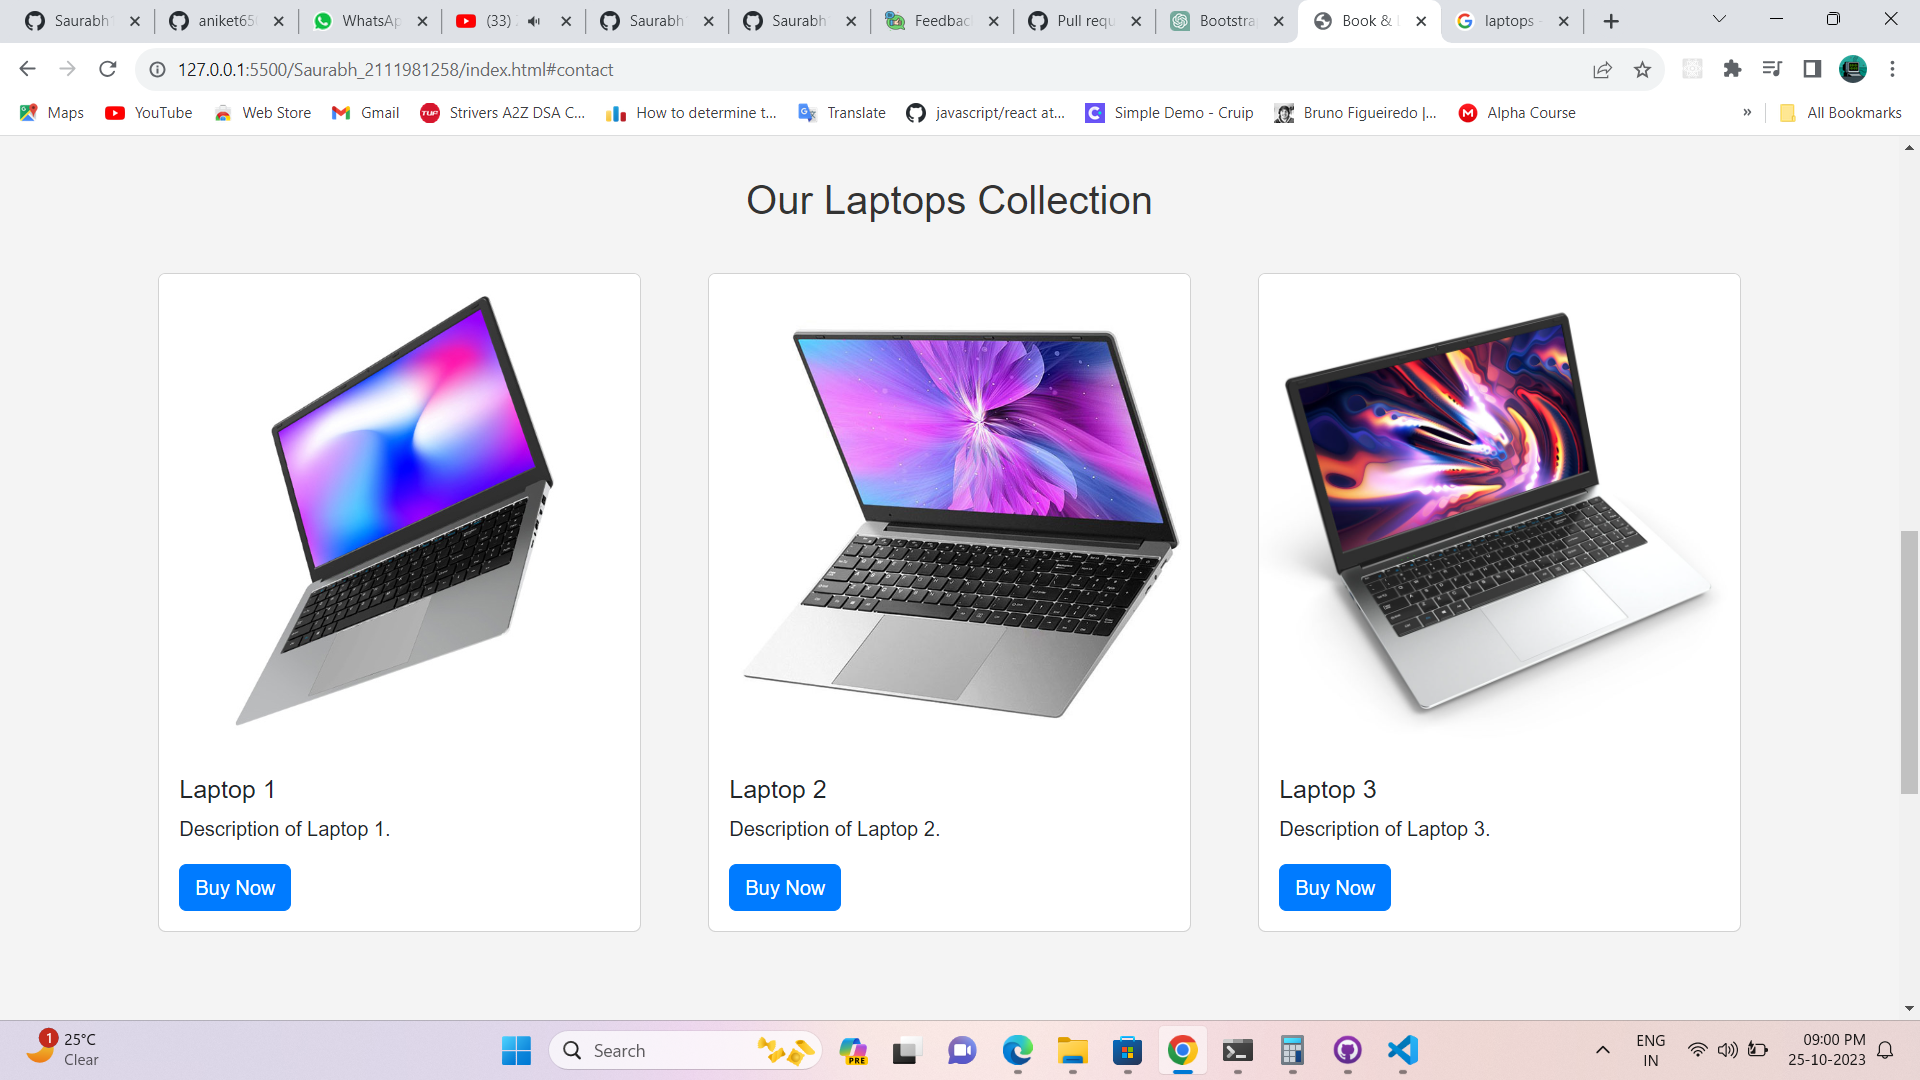 Saurabh
aniket65
WhatsAp
(33)
Saurabh
Saurabh
Feedbac
Pull requ
Bootstra
Book &
laptops -
127.0.0.1:5500/Saurabh_2111981258/index.html#contact
Maps
YouTube
Web Store
Gmail
TUF
Strivers A2Z DSA C...
How to determine t...
Translate
javascript/react at...
Simple Demo - Cruip
Bruno Figueiredo |...
Alpha Course
»
All Bookmarks
Our Laptops Collection
Laptop 1
Description of Laptop 1.
Buy Now
Laptop 2
Description of Laptop 2.
Buy Now
Laptop 3
Description of Laptop 3.
Buy Now
1
25°C
Clear
Search
PRE
ENG
IN
09:00 PM
25-10-2023